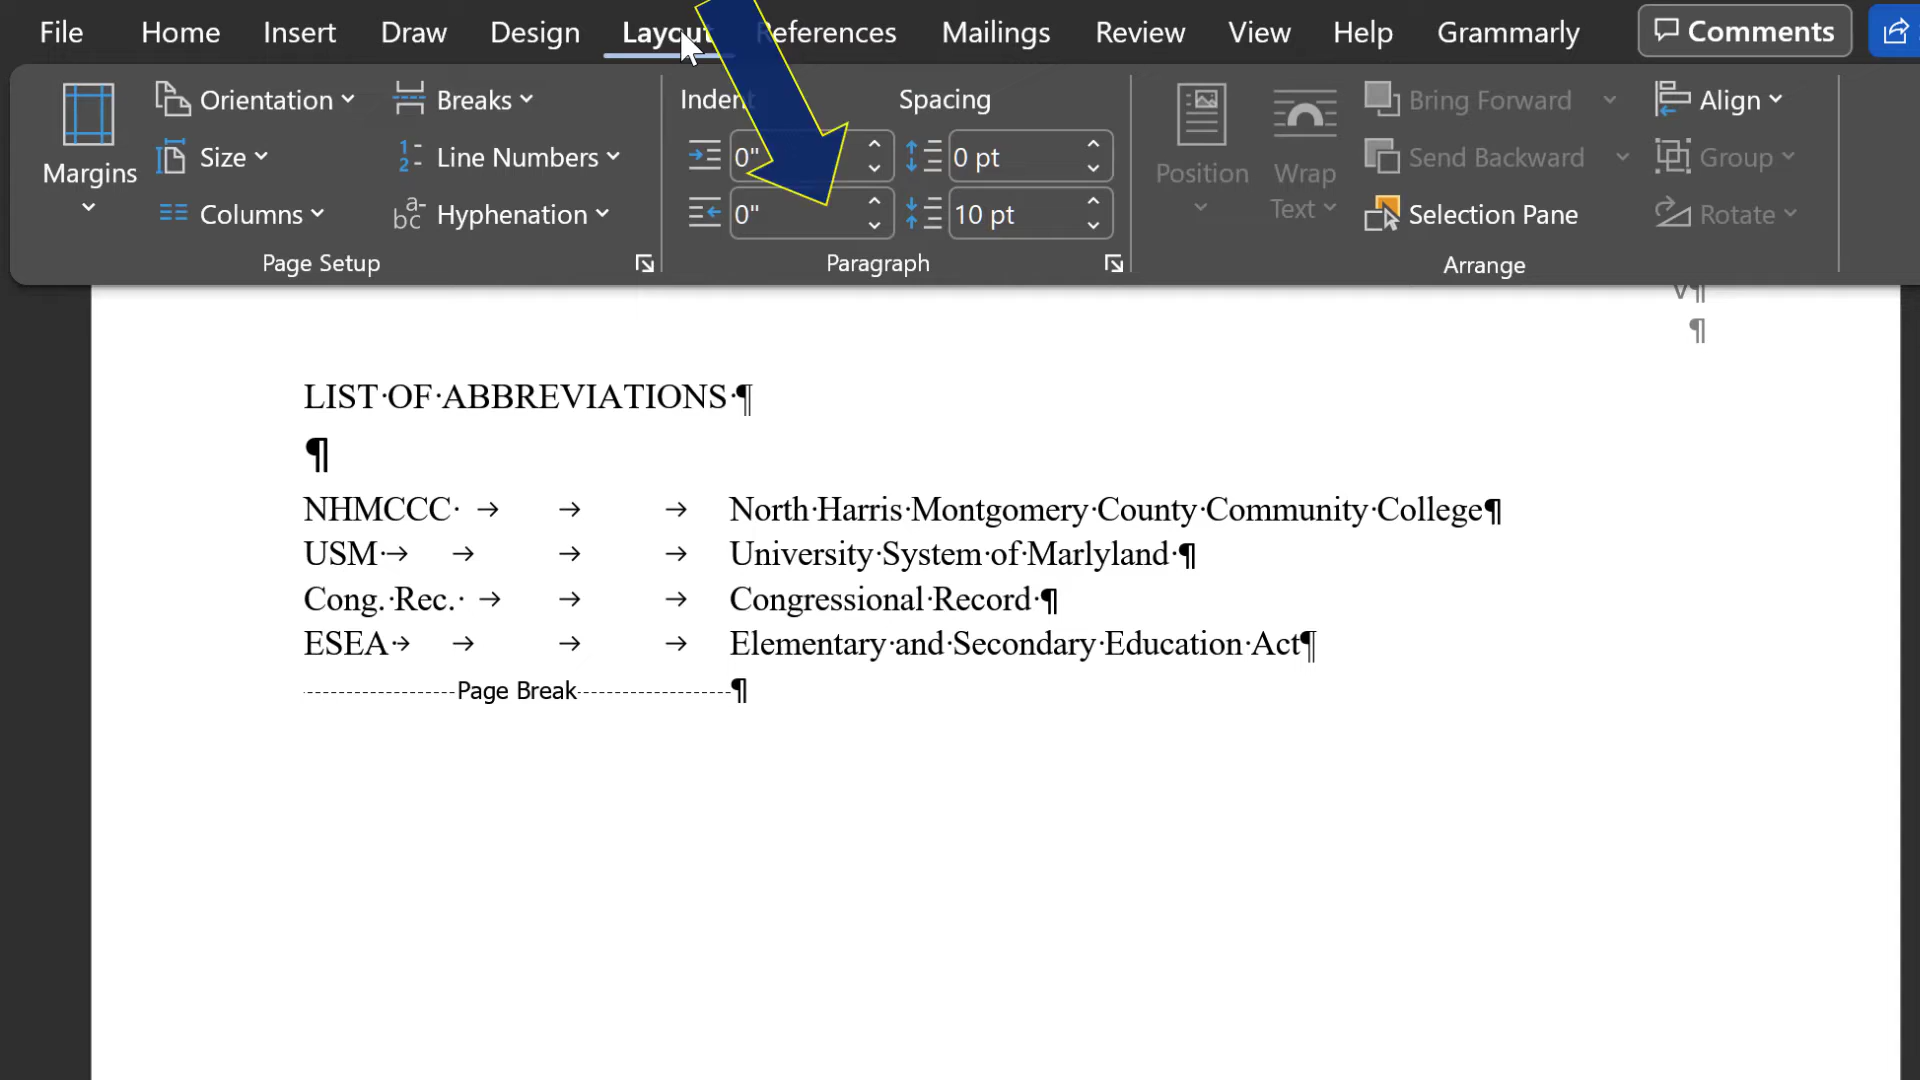 File Home Insert Draw Design Layout References Mailings Review View Help Grammarly Comments
Margins Orientation Breaks Indent Spacing Position Wrap Text Bring Forward Align
Size Line Numbers 0" 0 pt Send Backward Group
Columns Hyphenation 0" 10 pt Selection Pane Rotate
Page Setup Paragraph Arrange
v¶
¶
LIST·OF·ABBREVIATIONS·¶
¶
NHMCCC· → → → North·Harris·Montgomery·County·Community·College¶
USM·→ → → → University·System·of·Marlyland·¶
Cong.·Rec.· → → → Congressional·Record·¶
ESEA·→ → → → Elementary·and·Secondary·Education·Act¶
Page Break ¶